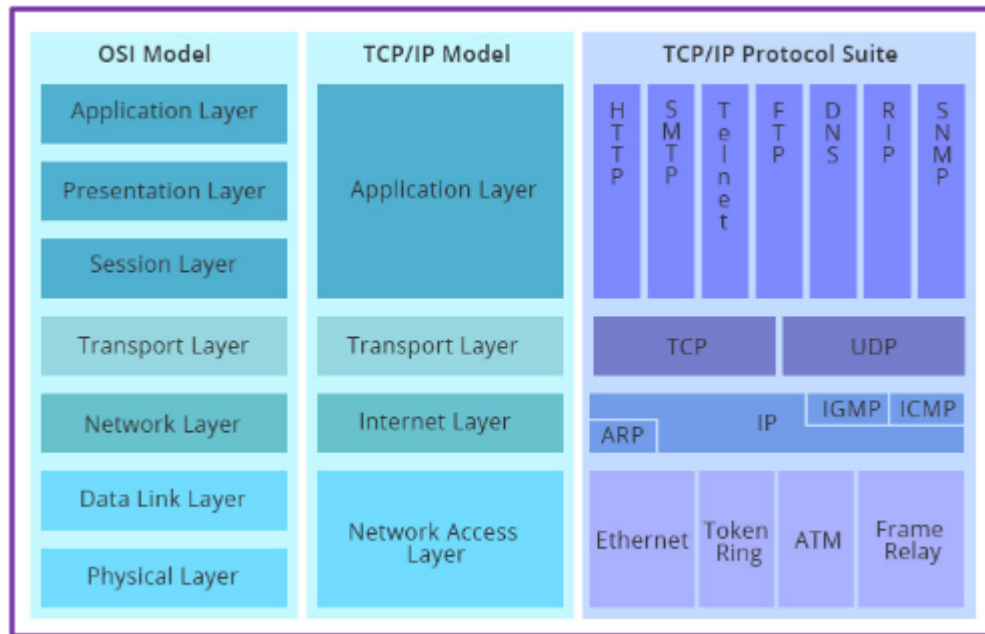 OSI Model
Application Layer
Presentation Layer
Session Layer
Transport Layer
Network Layer
Data Link Layer
Physical Layer
TCP/IP Model
Application Layer
Transport Layer
Internet Layer
Network Access
Layer
TCP/IP Protocol Suite
HTTP
SMTP
Telnet
FTP
DNS
RIP
SNMP
TCP
UDP
ARP
IP
IGMP
ICMP
Ethernet
Token
Ring
ATM
Frame
Relay